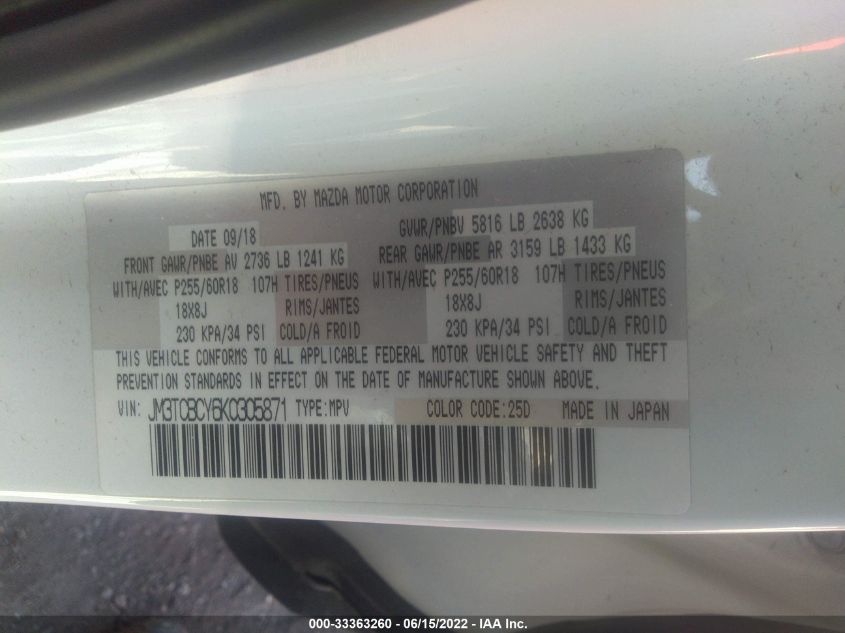 MFD. BY MAZDA MOTOR CORPORATION
DATE 09/18 GVWR/PNBV 5816 LB 2638 KG
FRONT GAWR/PNBE AV 2736 LB 1241 KG REAR GAWR/PNBE AR 3159 LB 1433 KG
WITH/AVEC P255/60R18 107H TIRES/PNEUS WITH/AVEC P255/60R18 107H TIRES/PNEUS
18X8J RIMS/JANTES 18X8J RIMS/JANTES
230 KPA/34 PSI COLD/A FROID 230 KPA/34 PSI COLD/A FROID
THIS VEHICLE CONFORMS TO ALL APPLICABLE FEDERAL MOTOR VEHICLE SAFETY AND THEFT
PREVENTION STANDARDS IN EFFECT ON THE DATE OF MANUFACTURE SHOWN ABOVE.
VIN: JM3TCBCY6K0305871 TYPE:MPV COLOR CODE:25D MADE IN JAPAN
000-33363260 - 06/15/2022 - IAA Inc.